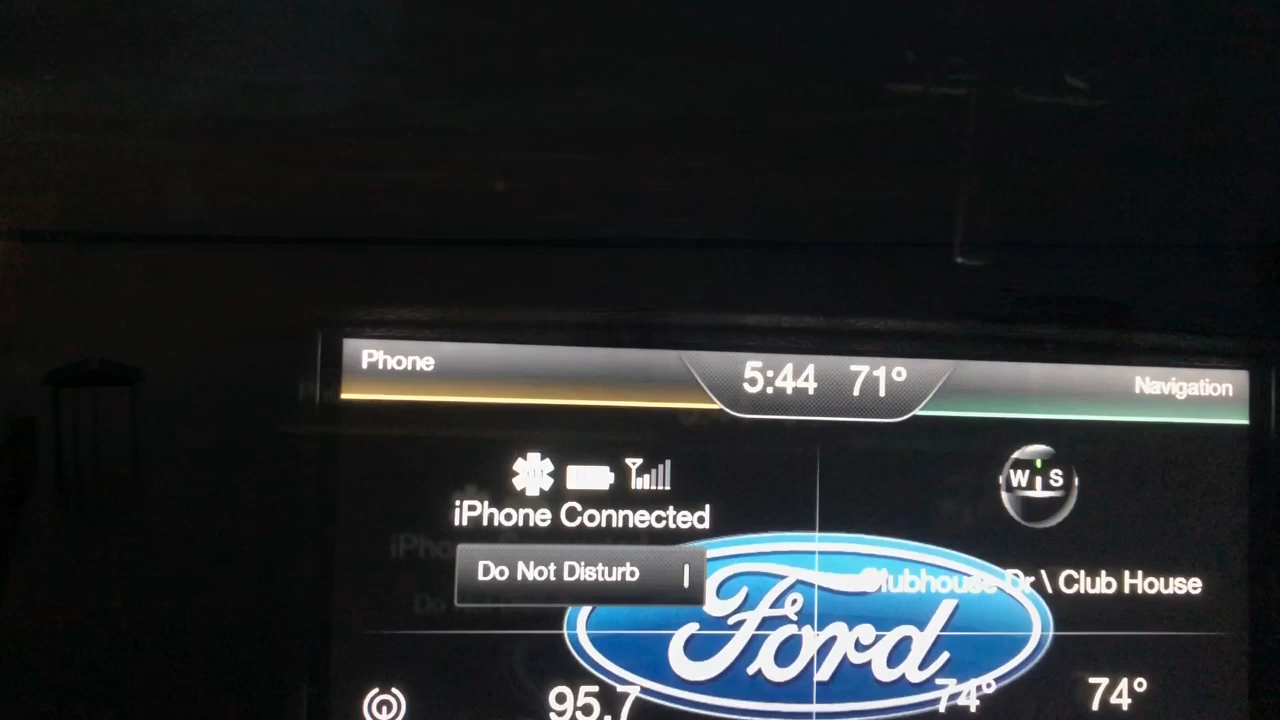 Phone
5:44 71°
Navigation
W S
iPhone Connected
Do Not Disturb
Clubhouse Dr \ Club House
Ford
95.7
74°
74°